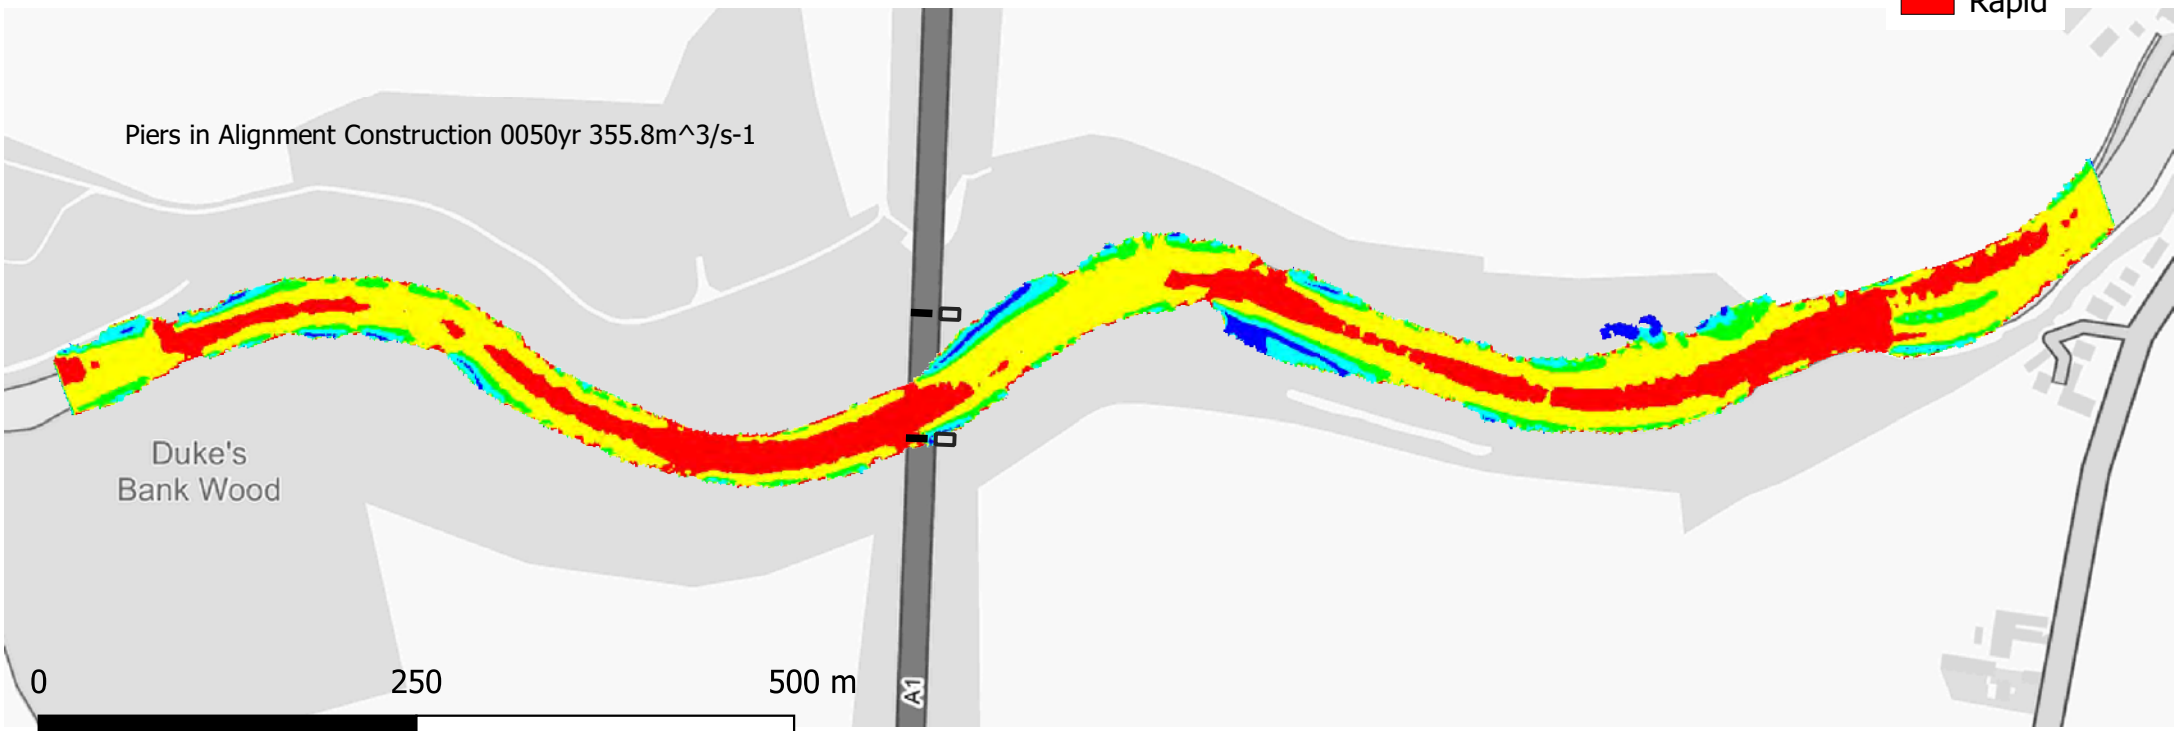 Rapid
Piers in Alignment Construction 0050yr 355.8m^3/s-1
Duke's
Bank Wood
0 250 500 m
A1